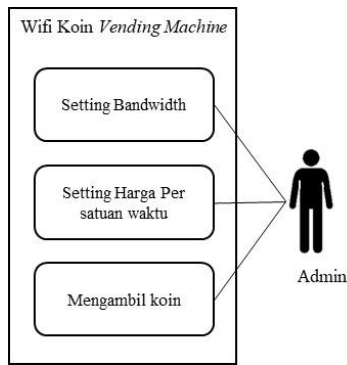 Wifi Koin Vending Machine
Setting Bandwidth
Setting Harga Per
satuan waktu
Mengambil koin
Admin